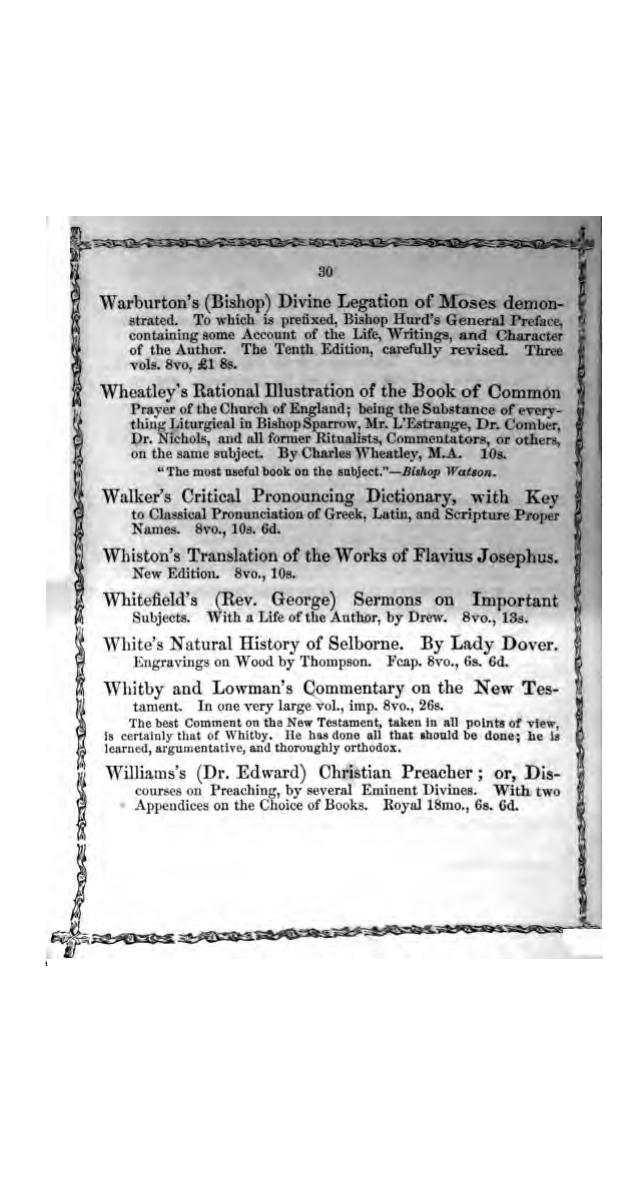 30
Warburton's (Bishop) Divine Legation of Moses demon-
strated. To which is prefixed, Bishop Hurd's General Preface,
containing some Account of the Life, Writings, and Character
of the Author. The Tenth Edition, carefully revised. Three
vols. 8vo, £1 8s.
Wheatley's Rational Illustration of the Book of Common
Prayer of the Church of England; being the Substance of every-
thing Liturgical in Bishop Sparrow, Mr. L'Estrange, Dr. Comber,
Dr. Nichols, and all former Ritualists, Commentators, or others,
on the same subject. By Charles Wheatley, M.A. 10s.
"The most useful book on the subject."—Bishop Watson.
Walker's Critical Pronouncing Dictionary, with Key
to Classical Pronunciation of Greek, Latin, and Scripture Proper
Names. 8vo., 10s. 6d.
Whiston's Translation of the Works of Flavius Josephus.
New Edition. 8vo., 10s.
Whitefield's (Rev. George) Sermons on Important
Subjects. With a Life of the Author, by Drew. 8vo., 13s.
White's Natural History of Selborne. By Lady Dover.
Engravings on Wood by Thompson. Fcap. 8vo., 6s. 6d.
Whitby and Lowman's Commentary on the New Tes-
tament. In one very large vol., imp. 8vo., 26s.
The best Comment on the New Testament, taken in all points of view,
is certainly that of Whitby. He has done all that should be done; he is
learned, argumentative, and thoroughly orthodox.
Williams's (Dr. Edward) Christian Preacher; or, Dis-
courses on Preaching, by several Eminent Divines. With two
Appendices on the Choice of Books. Royal 18mo., 6s. 6d.